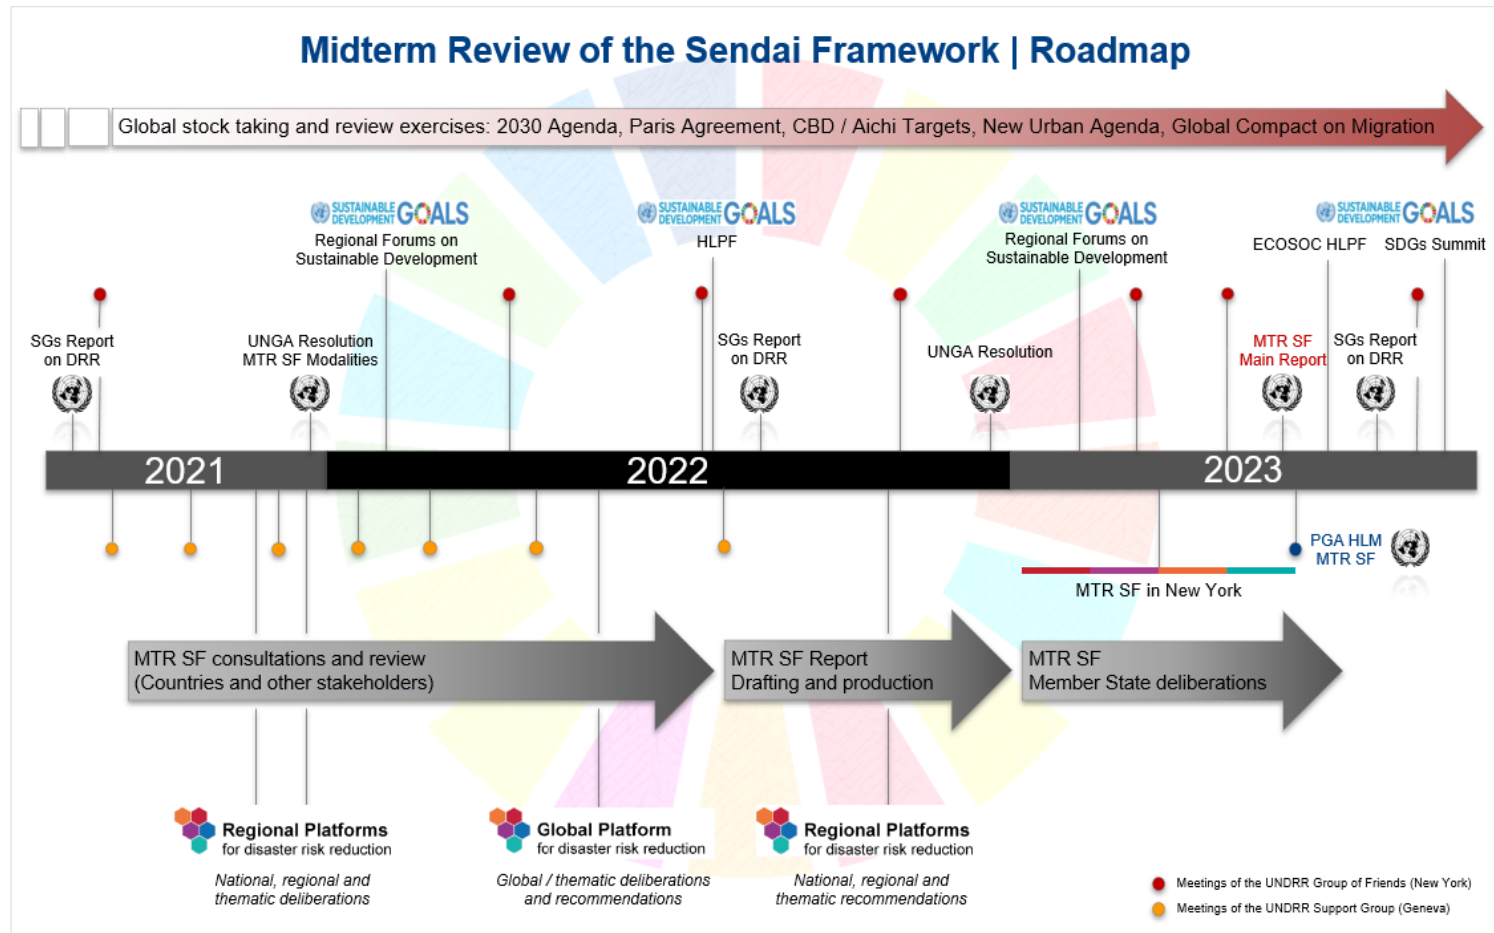 Midterm Review of the Sendai Framework | Roadmap
Global stock taking and review exercises: 2030 Agenda, Paris Agreement, CBD / Aichi Targets, New Urban Agenda, Global Compact on Migration
SUSTAINABLE
DEVELOPMENT GOALS
Regional Forums on
Sustainable Development
SUSTAINABLE
DEVELOPMENT GOALS
HLPF
SUSTAINABLE
DEVELOPMENT GOALS
Regional Forums on
Sustainable Development
SUSTAINABLE
DEVELOPMENT GOALS
ECOSOC HLPF
SDGs Summit
SGs Report
on DRR
UNGA Resolution
MTR SF Modalities
SGs Report
on DRR
UNGA Resolution
MTR SF
Main Report
SGs Report
on DRR
2021
2022
2023
PGA HLM
MTR SF
MTR SF in New York
MTR SF consultations and review
(Countries and other stakeholders)
MTR SF Report
Drafting and production
MTR SF
Member State deliberations
Regional Platforms
for disaster risk reduction
National, regional and
thematic deliberations
Global Platform
for disaster risk reduction
Global / thematic deliberations
and recommendations
Regional Platforms
for disaster risk reduction
National, regional and
thematic recommendations
Meetings of the UNDRR Group of Friends (New York)
Meetings of the UNDRR Support Group (Geneva)